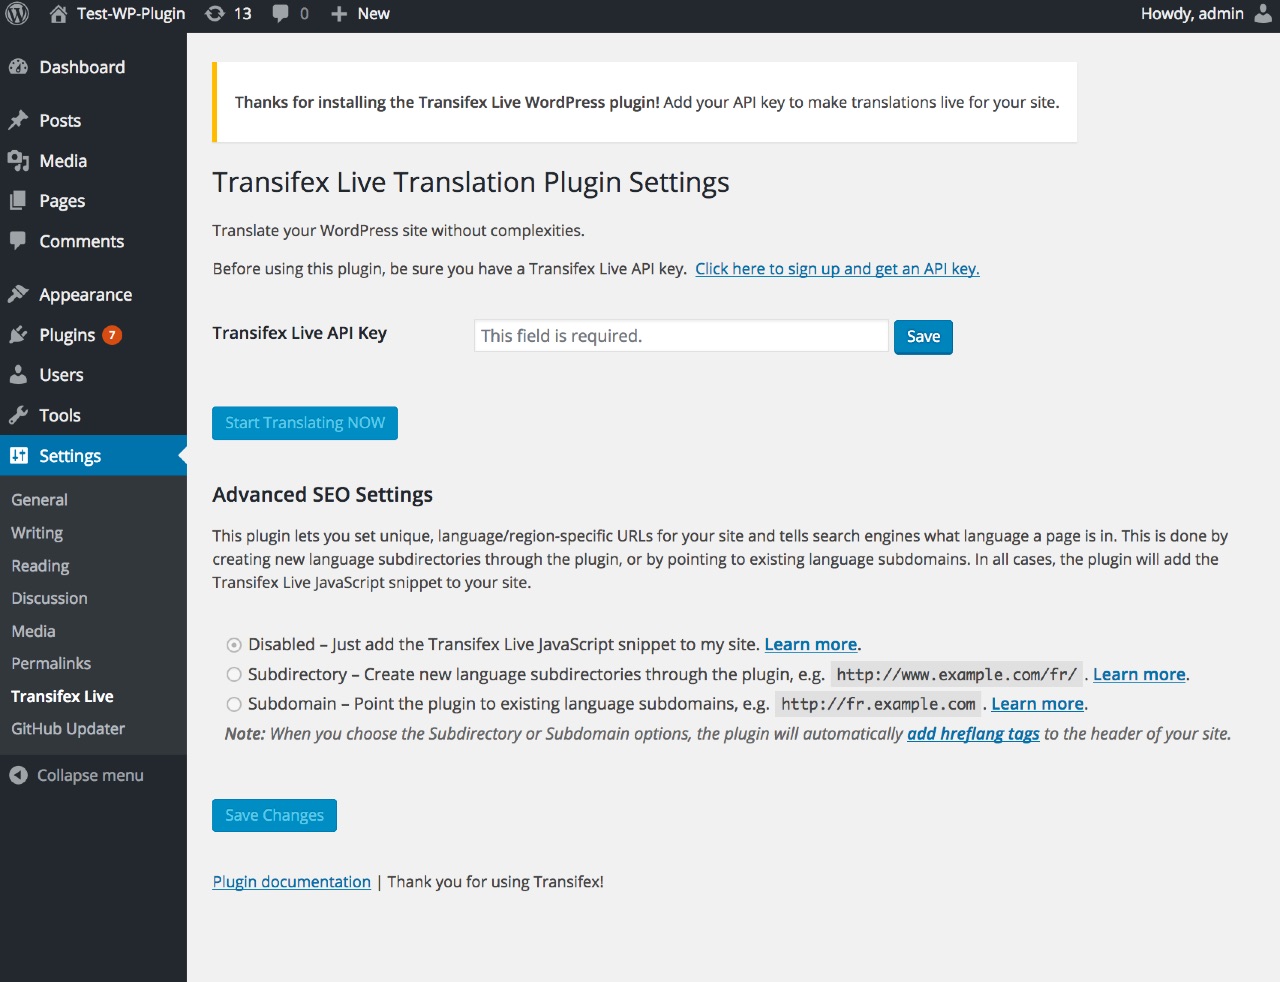 Test-WP-Plugin 13 0 New Howdy, admin
Dashboard
Posts
Media
Pages
Comments
Appearance
Plugins 7
Users
Tools
Settings
General
Writing
Reading
Discussion
Media
Permalinks
Transifex Live
GitHub Updater
Collapse menu
Thanks for installing the Transifex Live WordPress plugin! Add your API key to make translations live for your site.
Transifex Live Translation Plugin Settings
Translate your WordPress site without complexities.
Before using this plugin, be sure you have a Transifex Live API key. Click here to sign up and get an API key.
Transifex Live API Key This field is required. Save
Start Translating NOW
Advanced SEO Settings
This plugin lets you set unique, language/region-specific URLs for your site and tells search engines what language a page is in. This is done by
creating new language subdirectories through the plugin, or by pointing to existing language subdomains. In all cases, the plugin will add the
Transifex Live JavaScript snippet to your site.
Disabled – Just add the Transifex Live JavaScript snippet to my site. Learn more.
Subdirectory – Create new language subdirectories through the plugin, e.g. http://www.example.com/fr/ . Learn more.
Subdomain – Point the plugin to existing language subdomains, e.g. http://fr.example.com . Learn more.
Note: When you choose the Subdirectory or Subdomain options, the plugin will automatically add hreflang tags to the header of your site.
Save Changes
Plugin documentation | Thank you for using Transifex!